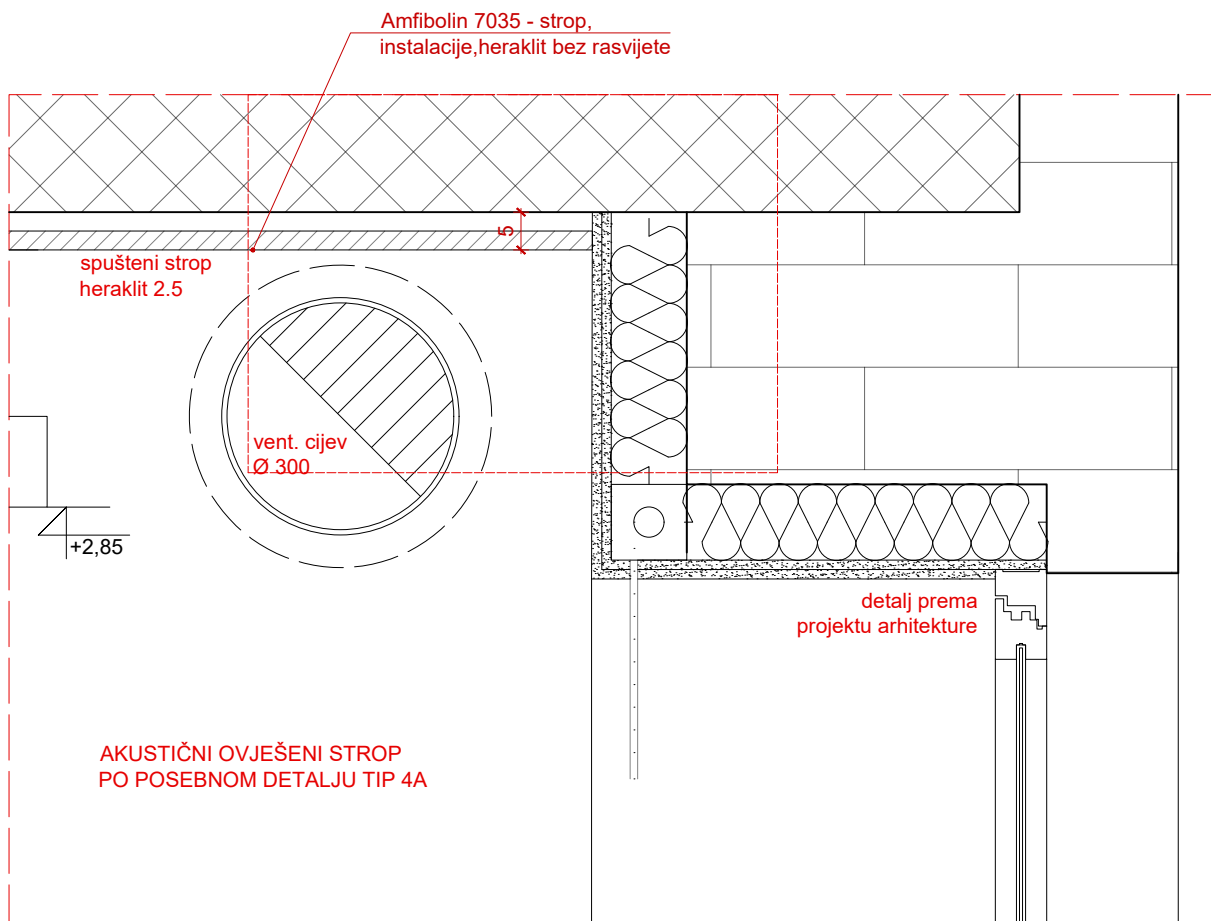 Amfibolin 7035 - strop,
instalacije,heraklit bez rasvijete
5
spušteni strop
heraklit 2.5
vent. cijev
Ø 300
+2,85
detalj prema
projektu arhitekture
AKUSTIČNI OVJEŠENI STROP
PO POSEBNOM DETALJU TIP 4A